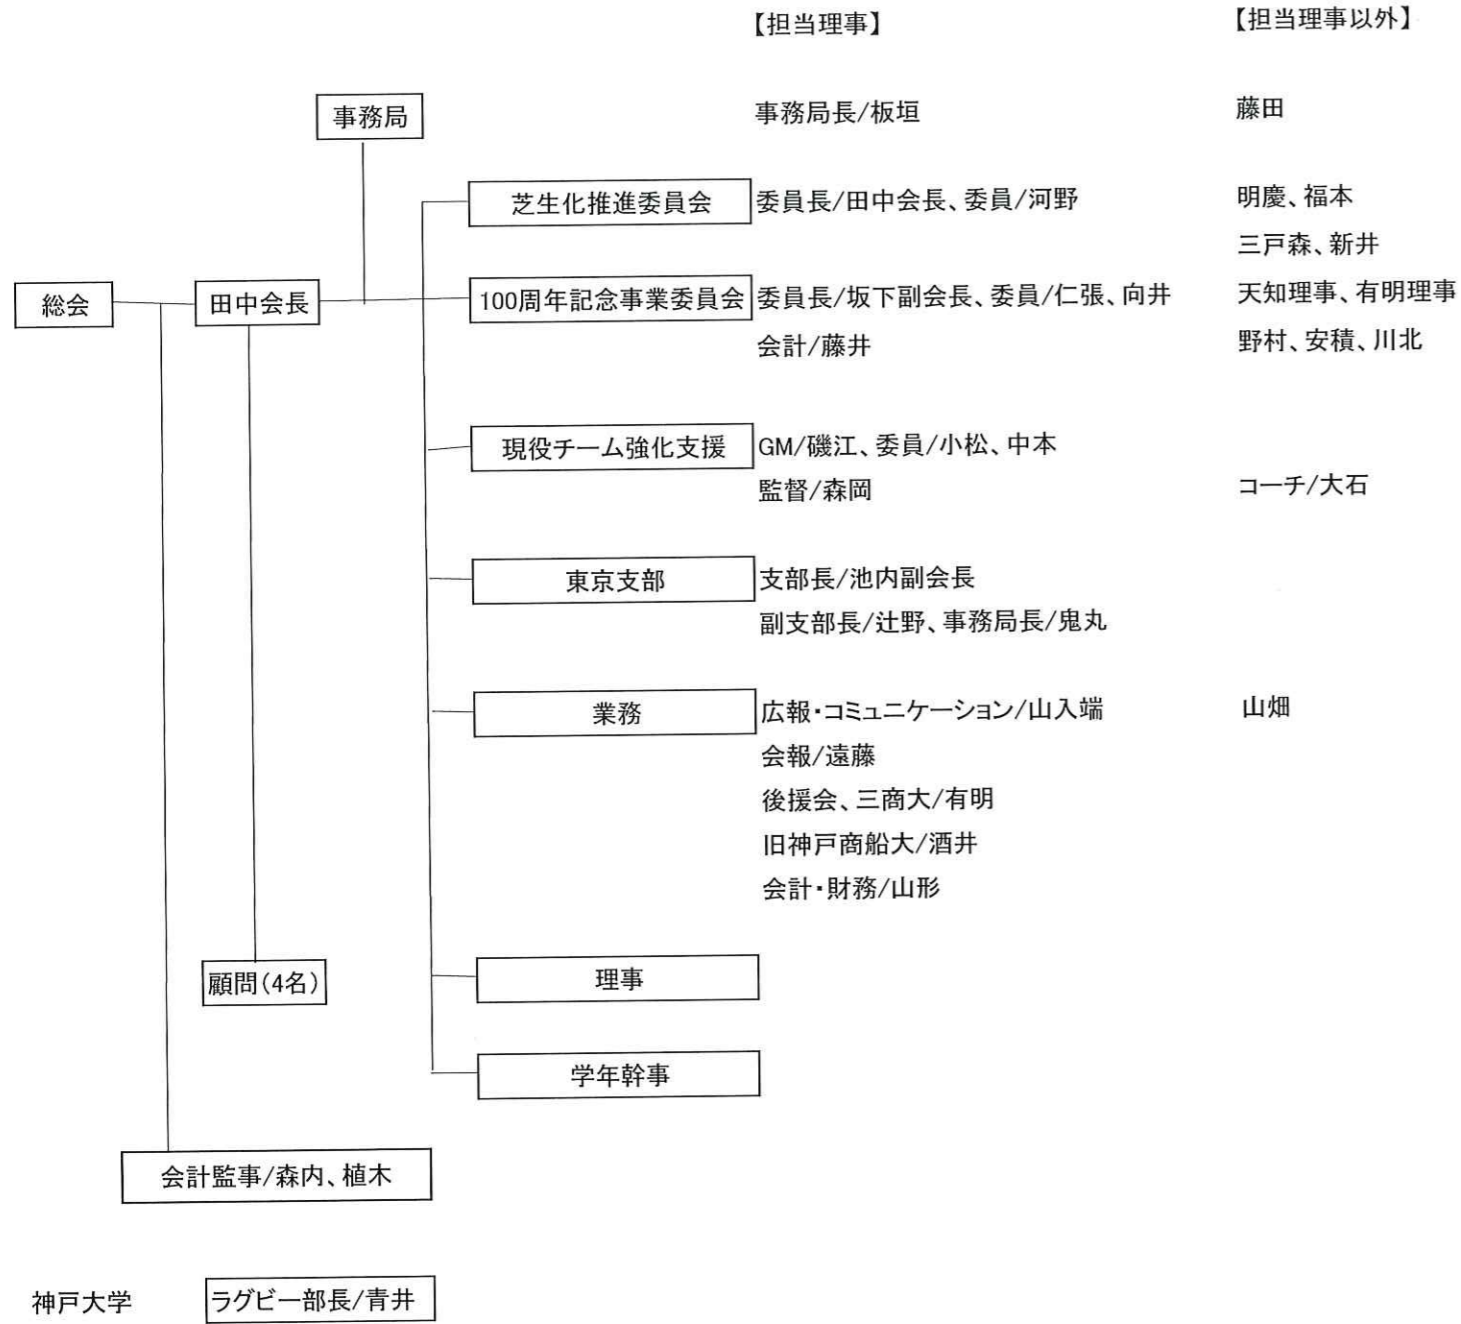 【担当理事】 【担当理事以外】
事務局 事務局長/板垣 藤田
芝生化推進委員会 委員長/田中会長、委員/河野 明慶、福本
三戸森、新井
総会 田中会長 100周年記念事業委員会 委員長/坂下副会長、委員/仁張、向井 天知理事、有明理事
会計/藤井 野村、安積、川北
現役チーム強化支援 GM/磯江、委員/小松、中本
監督/森岡 コーチ/大石
東京支部 支部長/池内副会長
副支部長/辻野、事務局長/鬼丸
業務 広報・コミュニケーション/山入端 山畑
会報/遠藤
後援会、三商大/有明
旧神戸商船大/酒井
会計・財務/山形
顧問(4名) 理事
学年幹事
会計監事/森内、植木
神戸大学 ラグビー部長/青井